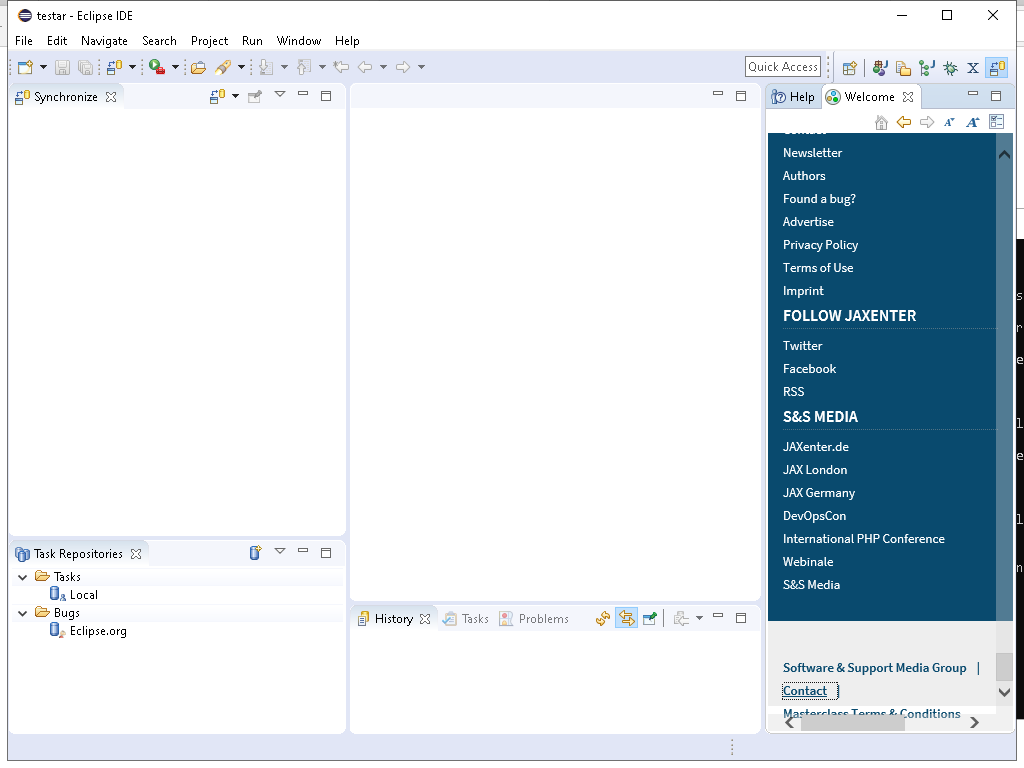 testar - Eclipse IDE
File Edit Navigate Search Project Run Window Help
Quick Access
Synchronize
Help
Welcome
Newsletter
Authors
Found a bug?
Advertise
Privacy Policy
Terms of Use
Imprint
FOLLOW JAXENTER
Twitter
Facebook
RSS
S&S MEDIA
JAXenter.de
JAX London
JAX Germany
DevOpsCon
International PHP Conference
Webinale
S&S Media
Software & Support Media Group |
Contact |
Masterclass Terms & Conditions
Task Repositories
Tasks
Local
Bugs
Eclipse.org
History
Tasks
Problems